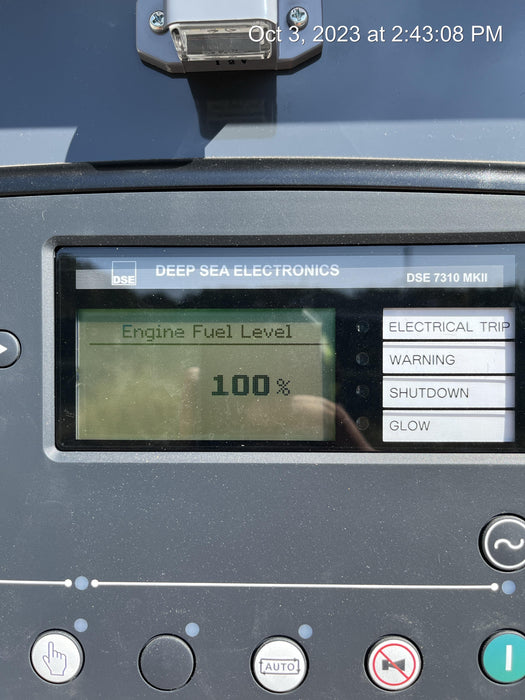 Oct 3, 2023 at 2:43:08 PM
DSE
DEEP SEA ELECTRONICS
DSE 7310 MKII
Engine Fuel Level
100 %
ELECTRICAL TRIP
WARNING
SHUTDOWN
GLOW
AUTO
I